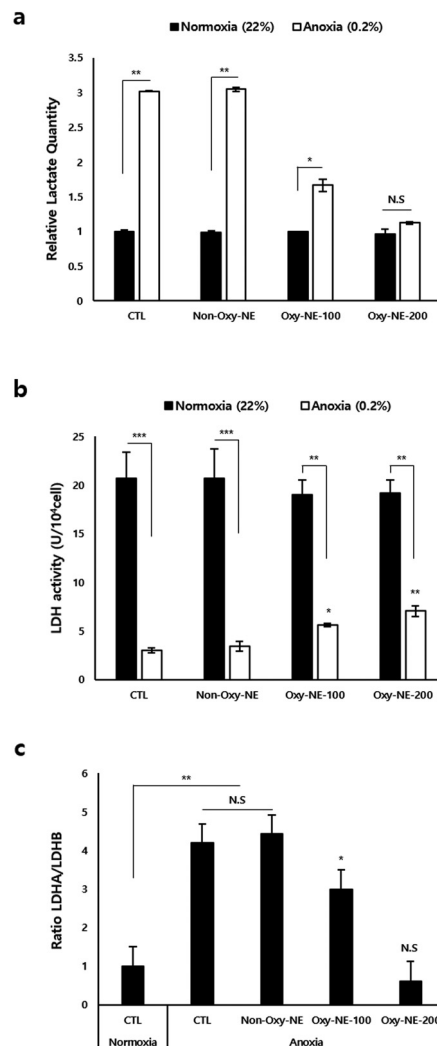 a
Normoxia (22%) Anoxia (0.2%)
Relative Lactate Quantity
3.5
3
2.5
2
1.5
1
0.5
0
** ** * N.S
CTL Non-Oxy-NE Oxy-NE-100 Oxy-NE-200
b
Normoxia (22%) Anoxia (0.2%)
LDH activity (U/10⁴cell)
25
20
15
10
5
0
*** *** ** **
* **
CTL Non-Oxy-NE Oxy-NE-100 Oxy-NE-200
c
Ratio LDHA/LDHB
6
5
4
3
2
1
0
**
N.S
*
N.S
CTL CTL Non-Oxy-NE Oxy-NE-100 Oxy-NE-200
Normoxia Anoxia